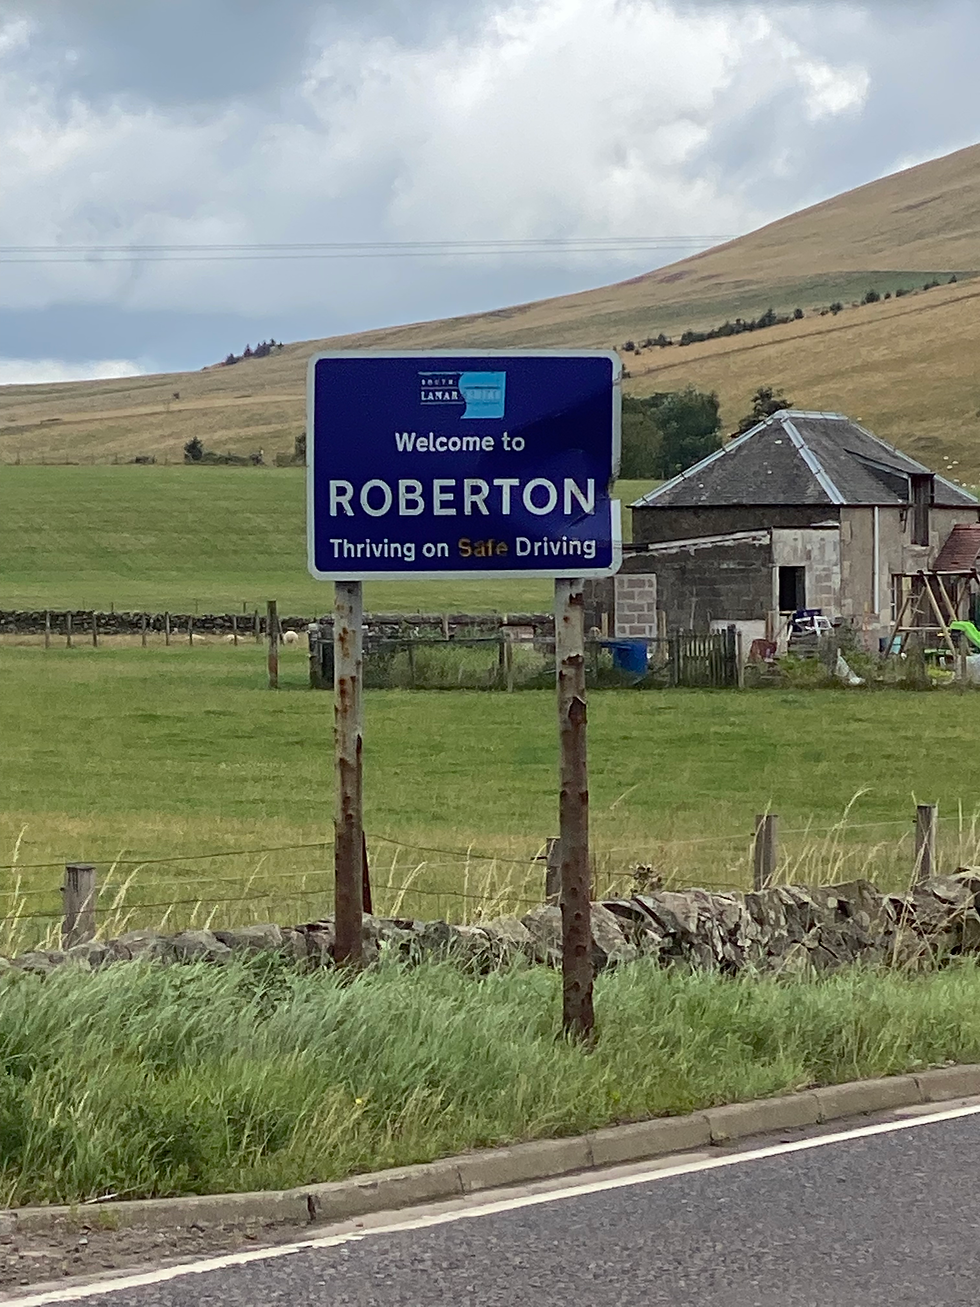 SOUTH
LANARKSHIRE
Welcome to
ROBERTON
Thriving on Safe Driving